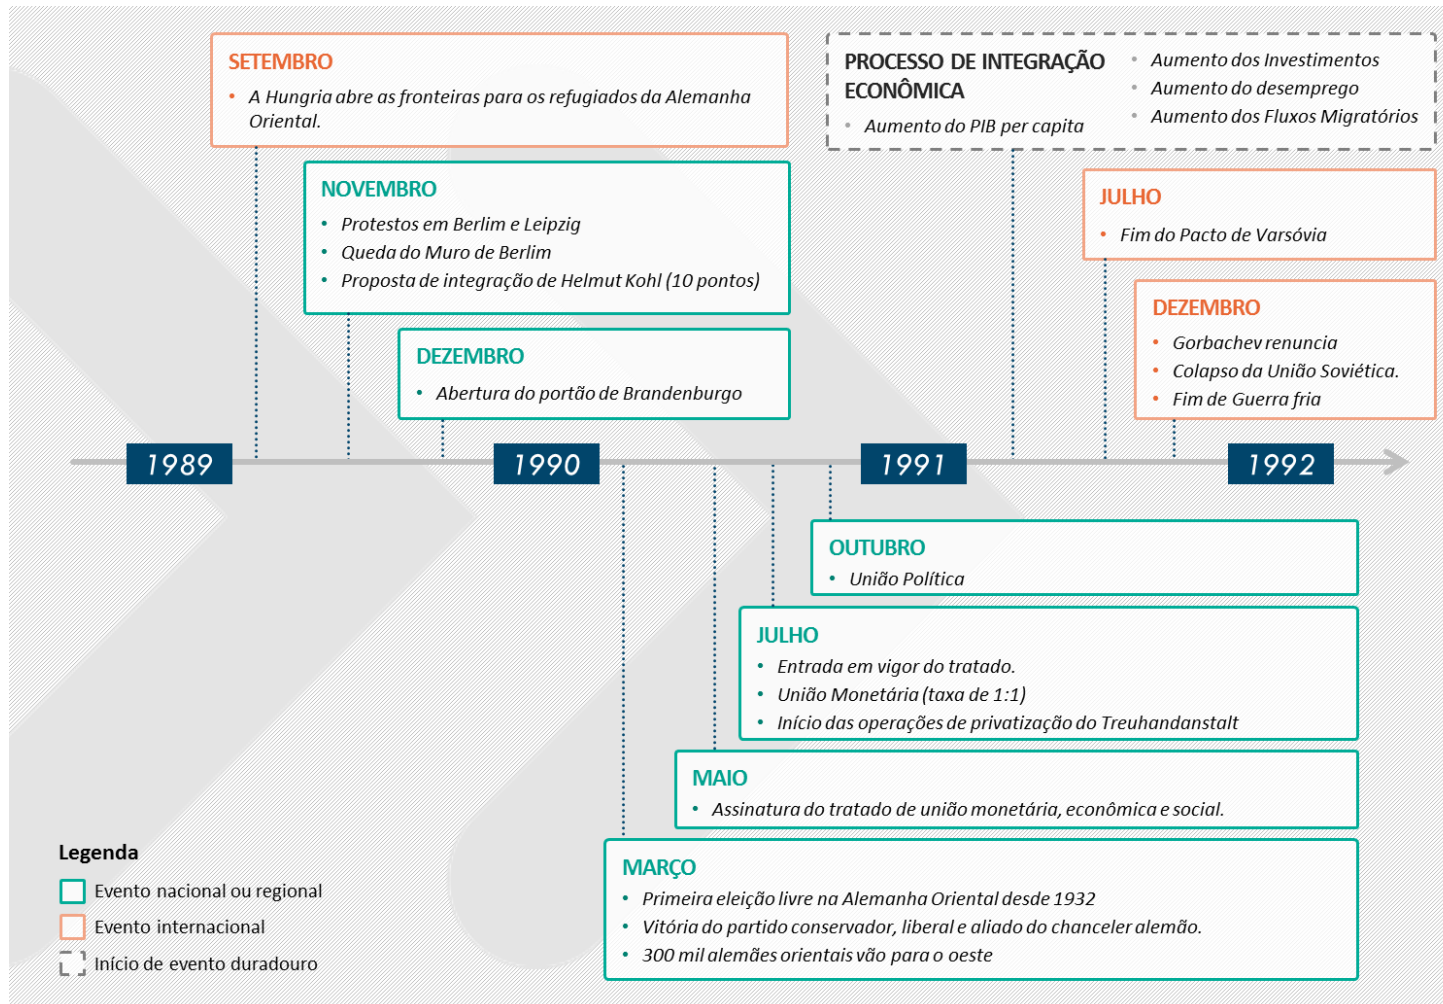 SETEMBRO
• A Hungria abre as fronteiras para os refugiados da Alemanha
Oriental.
PROCESSO DE INTEGRAÇÃO
ECONÔMICA
• Aumento do PIB per capita
• Aumento dos Investimentos
• Aumento do desemprego
• Aumento dos Fluxos Migratórios
NOVEMBRO
• Protestos em Berlim e Leipzig
• Queda do Muro de Berlim
• Proposta de integração de Helmut Kohl (10 pontos)
JULHO
• Fim do Pacto de Varsóvia
DEZEMBRO
• Abertura do portão de Brandenburgo
DEZEMBRO
• Gorbachev renuncia
• Colapso da União Soviética.
• Fim de Guerra fria
1989
1990
1991
1992
OUTUBRO
• União Política
JULHO
• Entrada em vigor do tratado.
• União Monetária (taxa de 1:1)
• Início das operações de privatização do Treuhandanstalt
MAIO
• Assinatura do tratado de união monetária, econômica e social.
MARÇO
• Primeira eleição livre na Alemanha Oriental desde 1932
• Vitória do partido conservador, liberal e aliado do chanceler alemão.
• 300 mil alemães orientais vão para o oeste
Legenda
Evento nacional ou regional
Evento internacional
Início de evento duradouro